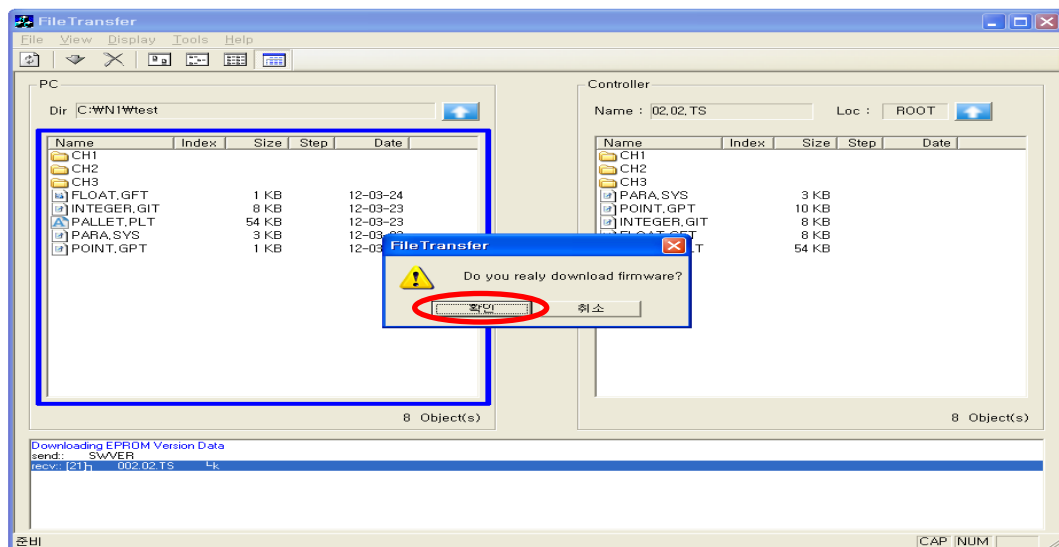 FileTransfer
File View Display Tools Help
PC
Dir C:₩N1₩test
Name Index Size Step Date
CH1
CH2
CH3
FLOAT,GFT 1 KB 12-03-24
INTEGER,GIT 8 KB 12-03-23
PALLET,PLT 54 KB 12-03-23
PARA,SYS 3 KB
POINT,GPT 1 KB 12-03
8 Object(s)
Controller
Name : 02,02,TS Loc : ROOT
Name Index Size Step Date
CH1
CH2
CH3
PARA,SYS 3 KB
POINT,GPT 10 KB
INTEGER,GIT 8 KB
8 KB
54 KB
8 Object(s)
FileTransfer
Do you realy download firmware?
확인 취소
Downloading EPROM Version Data
send:: SWVER
recv:: [21]┐ 002.02.TS └k
준비 CAP NUM